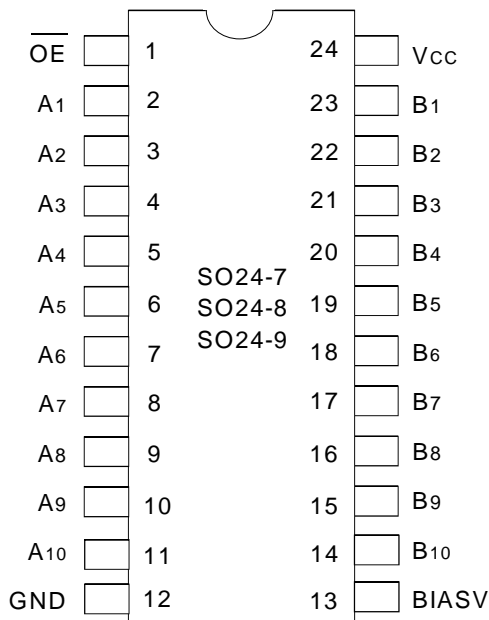 OE 1 24 Vcc
A1 2 23 B1
A2 3 22 B2
A3 4 21 B3
A4 5 20 B4
SO24-7
A5 6 SO24-8 19 B5
SO24-9
A6 7 18 B6
A7 8 17 B7
A8 9 16 B8
A9 10 15 B9
A10 11 14 B10
GND 12 13 BIASV